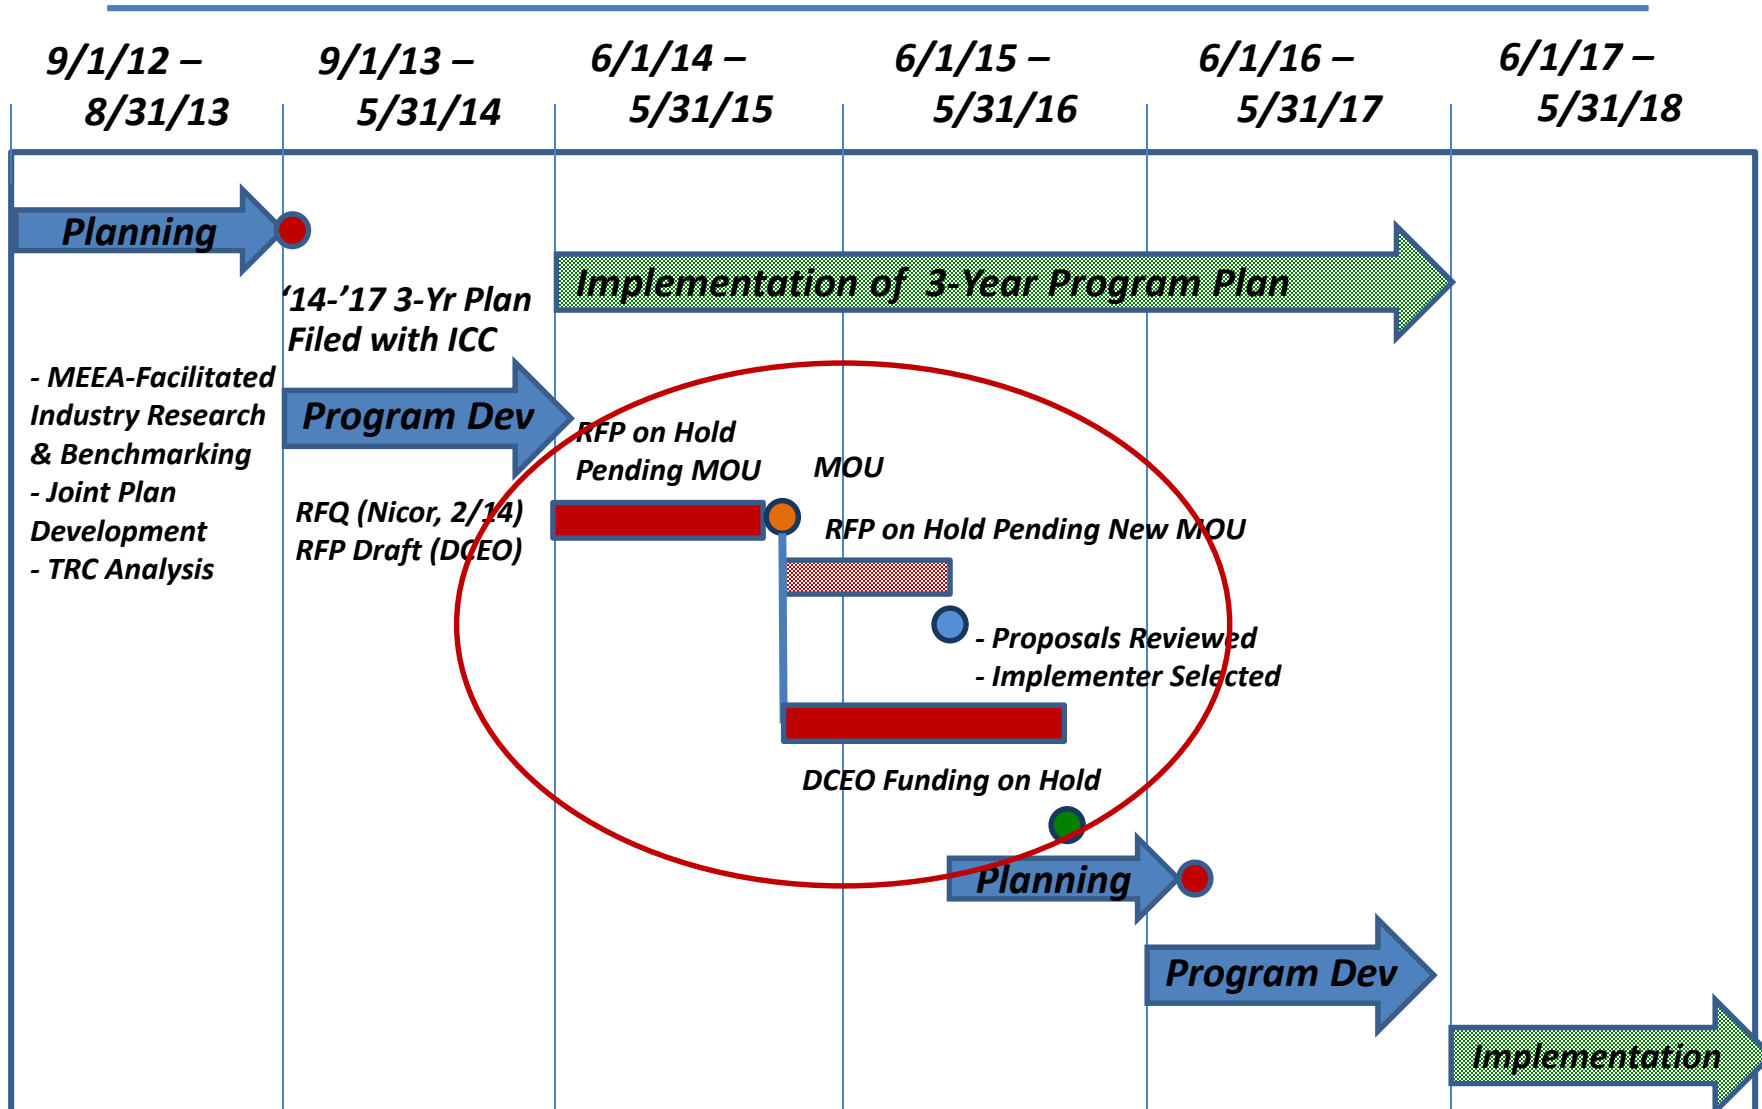 9/1/12 –
8/31/13
9/1/13 –
5/31/14
6/1/14 –
5/31/15
6/1/15 –
5/31/16
6/1/16 –
5/31/17
6/1/17 –
5/31/18
Planning
‘14-’17 3-Yr Plan
Filed with ICC
Implementation of 3-Year Program Plan
- MEEA-Facilitated
Industry Research
& Benchmarking
- Joint Plan
Development
- TRC Analysis
Program Dev
RFQ (Nicor, 2/14)
RFP Draft (DCEO)
RFP on Hold
Pending MOU
MOU
RFP on Hold Pending New MOU
- Proposals Reviewed
- Implementer Selected
DCEO Funding on Hold
Planning
Program Dev
Implementation